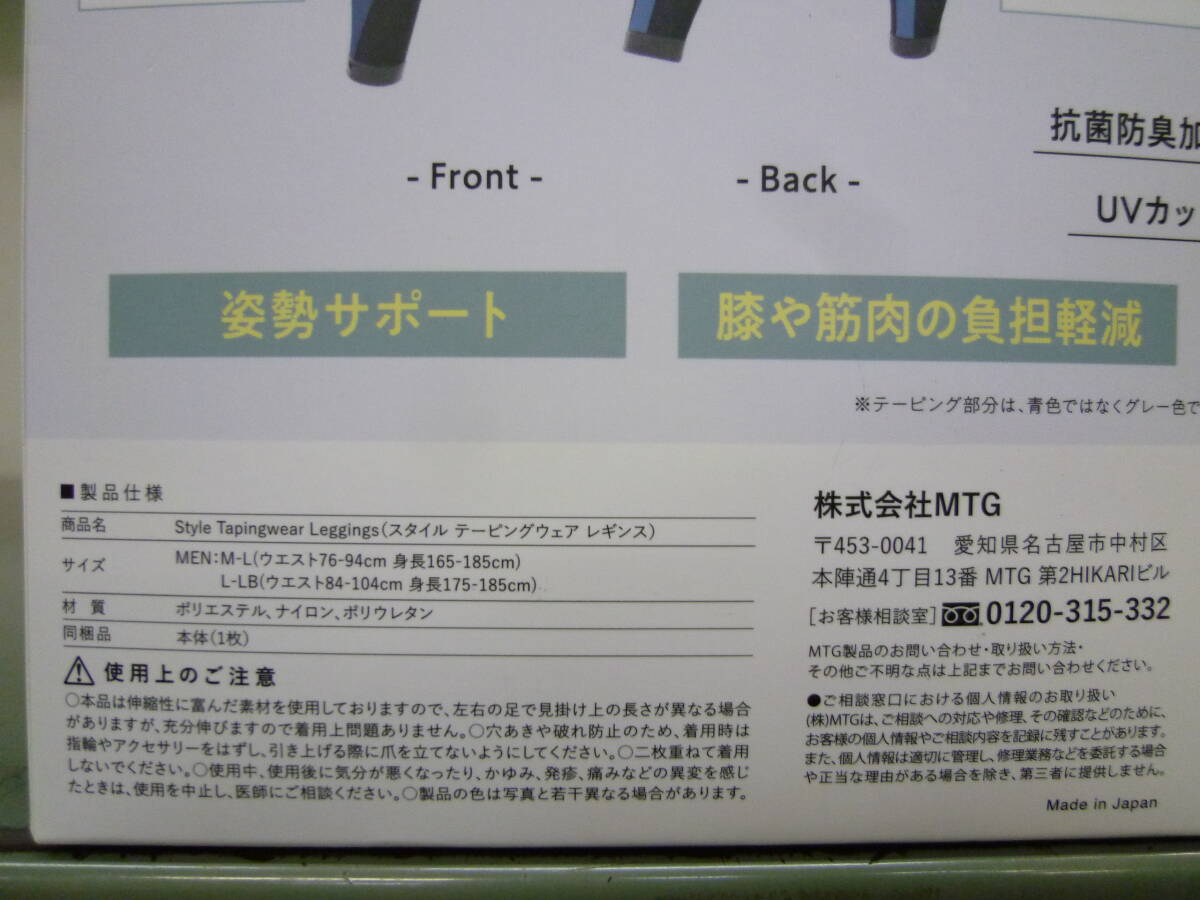 抗菌防臭加
UVカッ
- Front -
- Back -
姿勢サポート
膝や筋肉の負担軽減
※テーピング部分は、青色ではなくグレー色で
■製品仕様
商品名 Style Tapingwear Leggings(スタイル テーピングウェア レギンス)
サイズ MEN:M-L(ウエスト76-94cm 身長165-185cm)
L-LB(ウエスト84-104cm 身長175-185cm)
材 質 ポリエステル、ナイロン、ポリウレタン
同梱品 本体(1枚)
使用上のご注意
○本品は伸縮性に富んだ素材を使用しておりますので、左右の足で見掛け上の長さが異なる場合
がありますが、充分伸びますので着用上問題ありません。○穴あきや破れ防止のため、着用時は
指輪やアクセサリーをはずし、引き上げる際に爪を立てないようにしてください。○二枚重ねて着用
しないでください。○使用中、使用後に気分が悪くなったり、かゆみ、発疹、痛みなどの異変を感じ
たときは、使用を中止し、医師にご相談ください。○製品の色は写真と若干異なる場合があります。
株式会社MTG
〒453-0041 愛知県名古屋市中村区
本陣通4丁目13番 MTG 第2HIKARIビル
[お客様相談室] 0120-315-332
MTG製品のお問い合わせ・取り扱い方法・
その他ご不明な点は上記までお問い合わせください。
●ご相談窓口における個人情報のお取り扱い
(株)MTGは、ご相談への対応や修理、その確認などのために、
お客様の個人情報やご相談内容を記録に残すことがあります。
また、個人情報は適切に管理し、修理業務などを委託する場合
や正当な理由がある場合を除き、第三者に提供しません。
Made in Japan